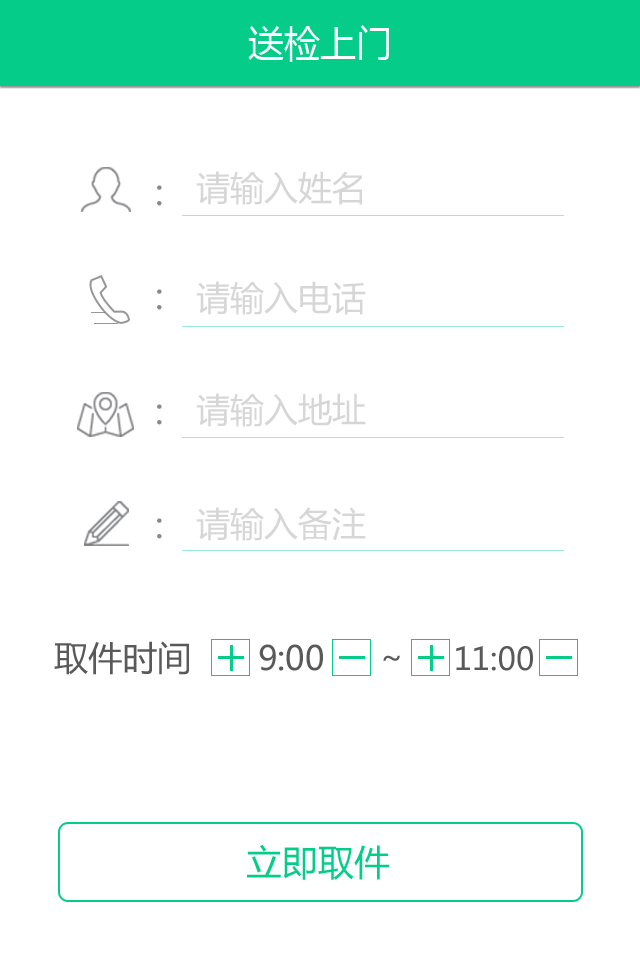 送检上门
： 请输入姓名
： 请输入电话
： 请输入地址
： 请输入备注
取件时间 + 9:00 - ~ + 11:00 -
立即取件